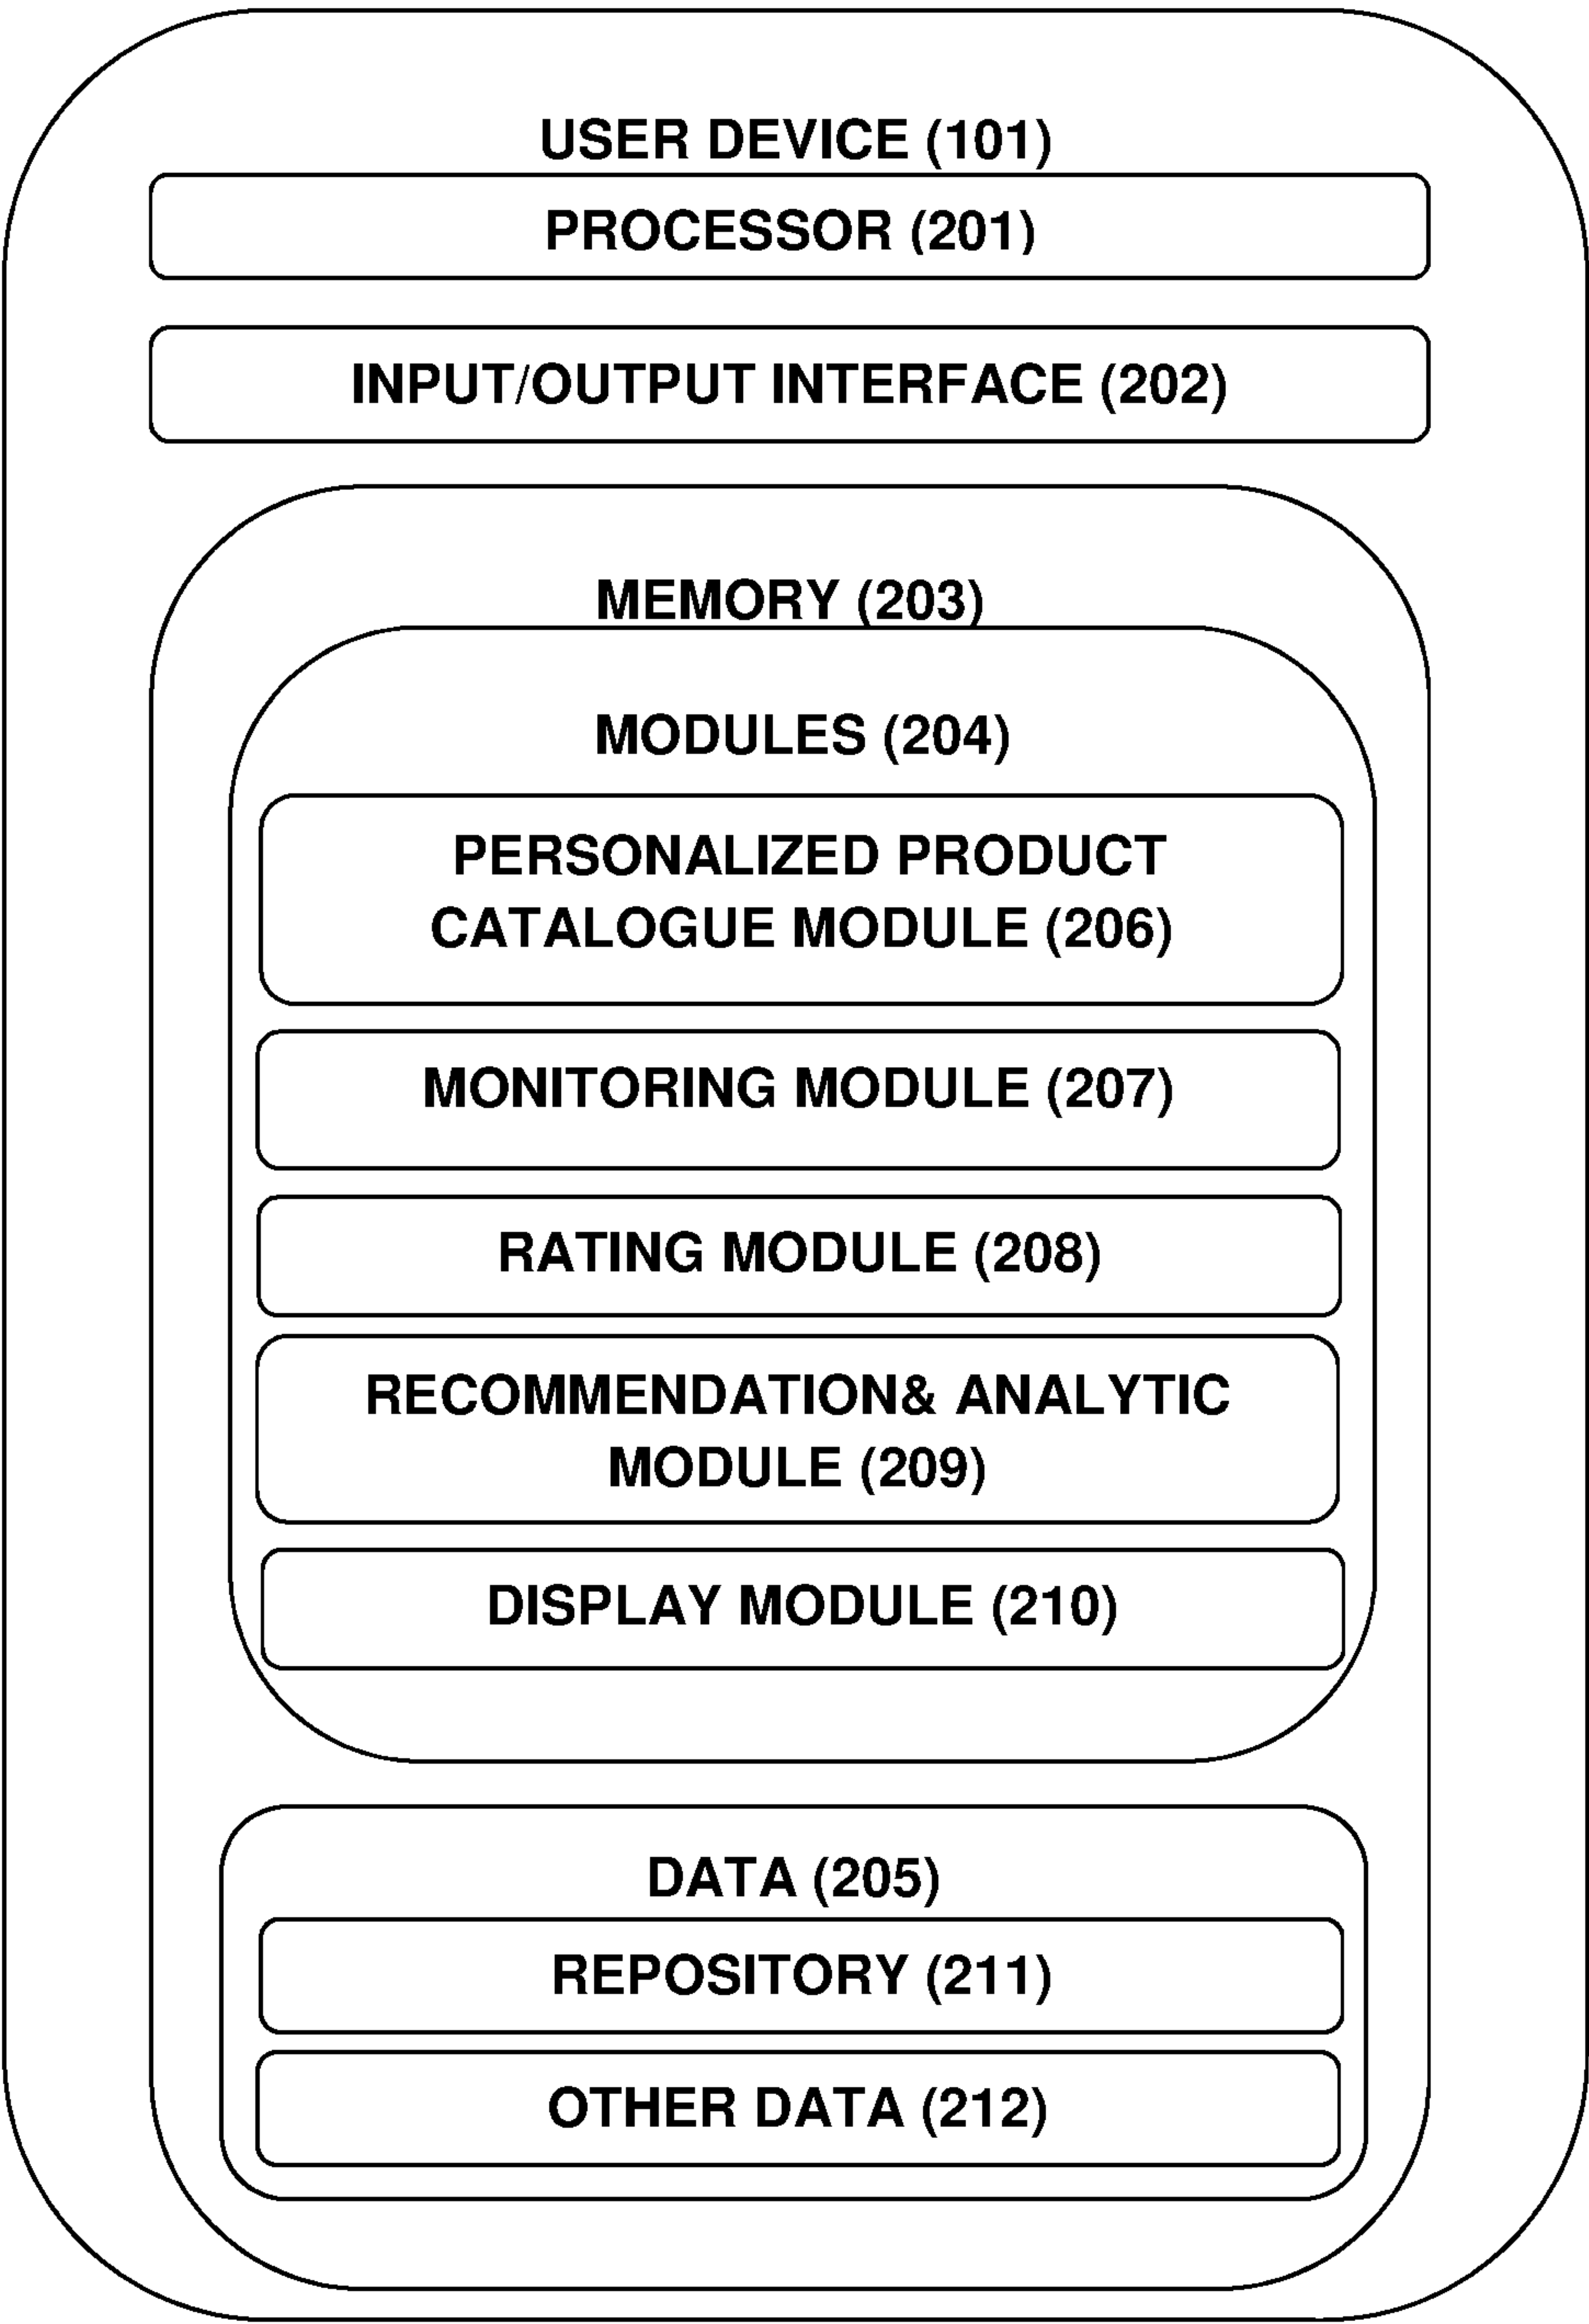 USER DEVICE (101)
PROCESSOR (201)
INPUT/OUTPUT INTERFACE (202)
MEMORY (203)
MODULES (204)
PERSONALIZED PRODUCT
CATALOGUE MODULE (206)
MONITORING MODULE (207)
RATING MODULE (208)
RECOMMENDATION& ANALYTIC
MODULE (209)
DISPLAY MODULE (210)
DATA (205)
REPOSITORY (211)
OTHER DATA (212)